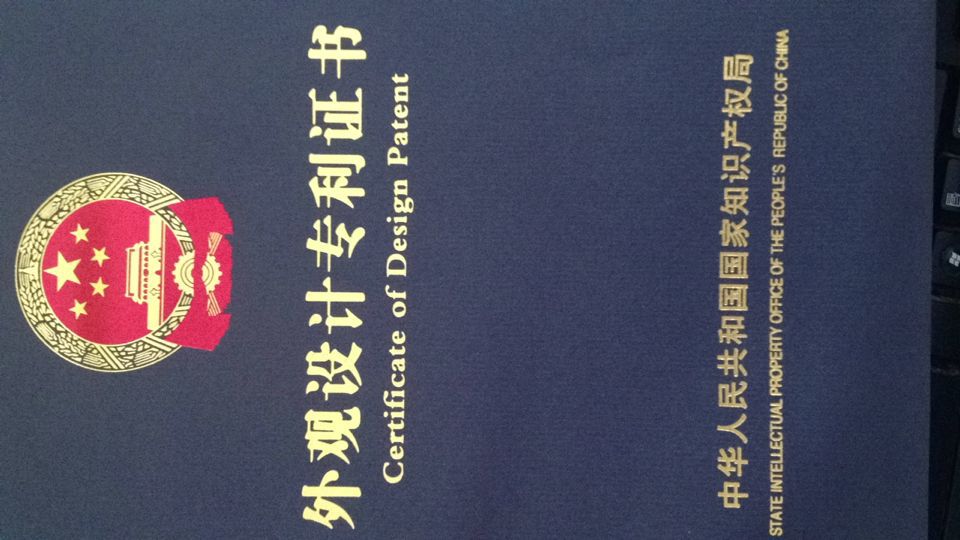 外观设计专利证书
Certificate of Design Patent
中华人民共和国国家知识产权局
STATE INTELLECTUAL PROPERTY OFFICE OF THE PEOPLE'S REPUBLIC OF CHINA